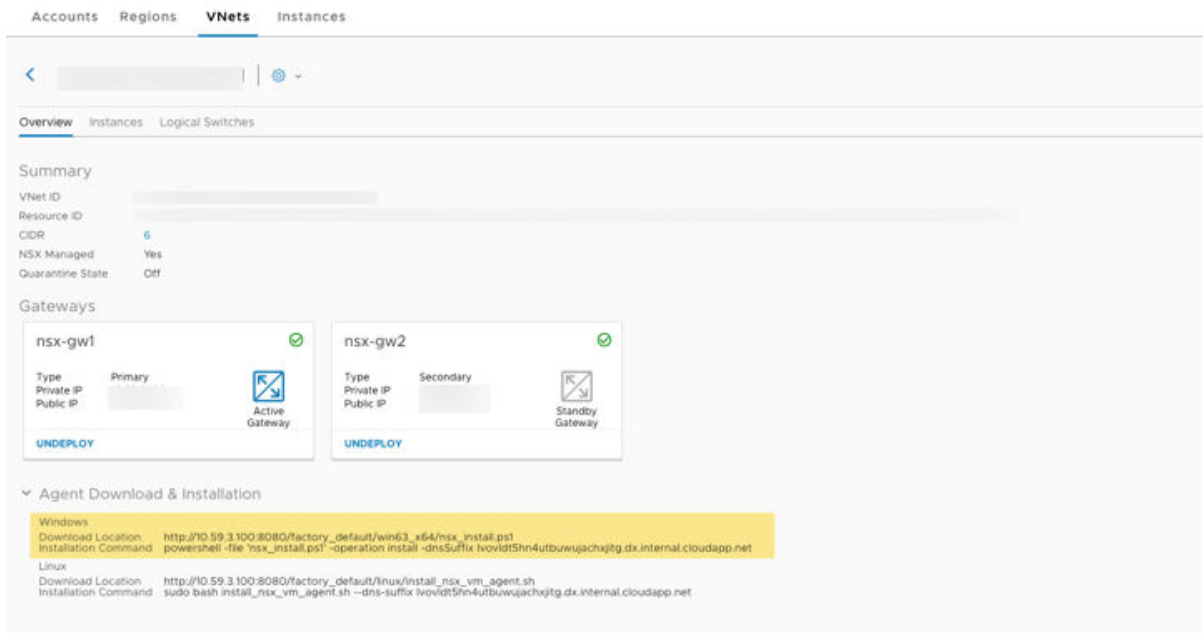 Accounts Regions VNets Instances
Overview Instances Logical Switches
Summary
VNet ID
Resource ID
CIDR 6
NSX Managed Yes
Quarantine State Off
Gateways
nsx-gw1
Type Primary
Private IP
Public IP
Active
Gateway
UNDEPLOY
nsx-gw2
Type Secondary
Private IP
Public IP
Standby
Gateway
UNDEPLOY
Agent Download & Installation
Windows
Download Location http://10.59.3.100:8080/factory_default/win63_x64/nsx_install.ps1
Installation Command powershell -file 'nsx_install.ps1' -operation install -dnsSuffix lvovldt5hn4utbuwujachxjitg.dx.internal.cloudapp.net
Linux
Download Location http://10.59.3.100:8080/factory_default/linux/install_nsx_vm_agent.sh
Installation Command sudo bash install_nsx_vm_agent.sh --dns-suffix lvovldt5hn4utbuwujachxjitg.dx.internal.cloudapp.net